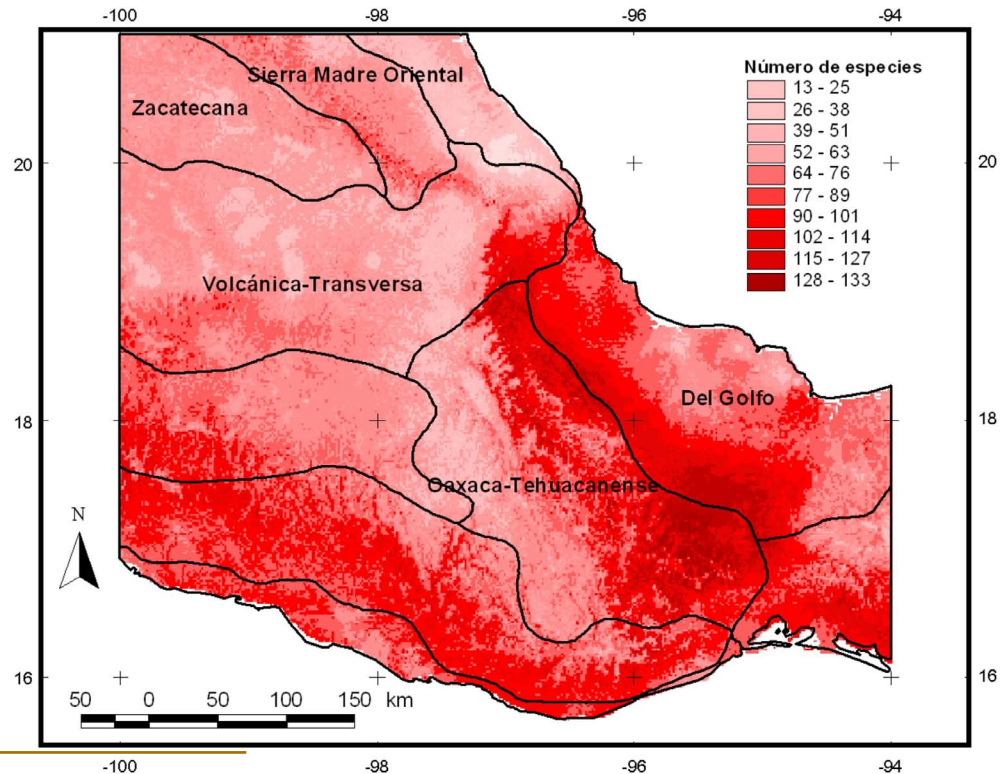 -100 -98 -96 -94
Sierra Madre Oriental
Número de especies
Zacatecana
13 - 25
26 - 38
39 - 51
52 - 63
64 - 76
77 - 89
90 - 101
102 - 114
115 - 127
128 - 133
20 20
Volcánica-Transversa
Del Golfo
18 18
Oaxaca-Tehuacanense
N
16 16
50 0 50 100 150 km
-100 -98 -96 -94